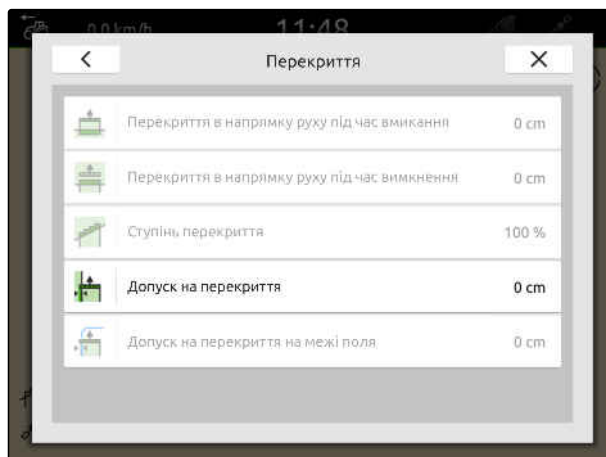 0.0 km/h
11:48
Перекриття
Перекриття в напрямку руху під час вмикання
0 cm
Перекриття в напрямку руху під час вимкнення
0 cm
Ступінь перекриття
100 %
Допуск на перекриття
0 cm
Допуск на перекриття на межі поля
0 cm